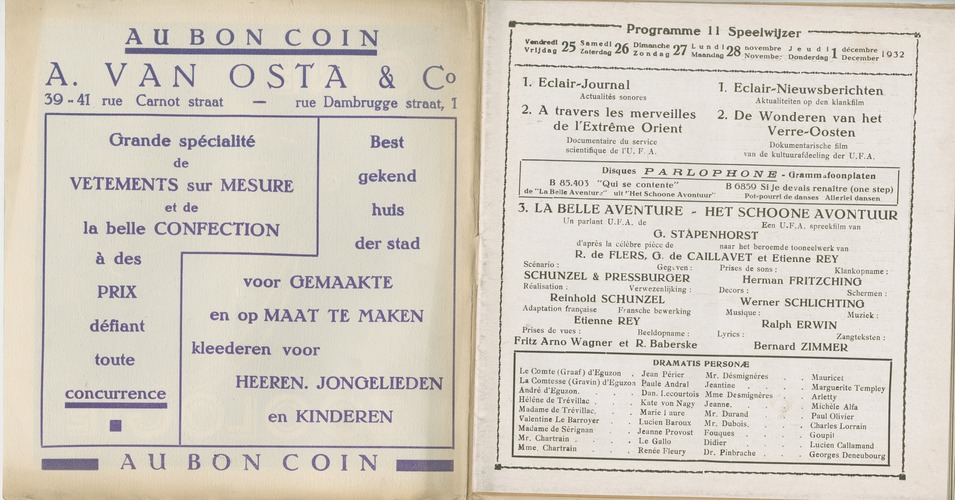 AU BON COIN
A. VAN OSTA & Co
39-41 rue Carnot straat — rue Dambrugge straat, 1
Grande spécialité
de
VETEMENTS sur MESURE
et de
la belle CONFECTION
à des
PRIX
défiant
toute
concurrence
Best
gekend
huis
der stad
voor GEMAAKTE
en op MAAT TE MAKEN
kleederen voor
HEEREN. JONGELIEDEN
en KINDEREN
AU BON COIN
Programme 11 Speelwijzer
Vendredi 25 Samedi 26 Dimanche 27 Lundi 28 novembre Jeudi 1 décembre 1932
Vrijdag Zaterdag Zondag Maandag November Donderdag December
1. Eclair-Journal
Actualités sonores
2. A travers les merveilles
de l'Extrême Orient
Documentaire du service
scientifique de l'U. F. A.
1. Eclair-Nieuwsberichten
Aktualiteiten op den klankfilm
2. De Wonderen van het
Verre-Oosten
Dokumentarische film
van de kultuurafdeeling der U.F.A.
Disques PARLOPHONE - Grammofoonplaten
B 85.403 "Qui se contente" B 6859 Si je devais renaître (one step)
de "La Belle Aventure" uit "Het Schoone Avontuur" Pot-pourri de danses Allerlei dansen
3. LA BELLE AVENTURE - HET SCHOONE AVONTUUR
Un parlant U.F.A. de Een U.F.A. spreekfilm van
G. STAPENHORST
d'après la célèbre pièce de naar het beroemde tooneelwerk van
R. de FLERS, G. de CAILLAVET et Etienne REY
Scénario : Gegeven : Prises de sons : Klankopname :
SCHUNZEL & PRESSBURGER Herman FRITZCHING
Réalisation : Verwezenlijking : Decors : Schermen :
Reinhold SCHUNZEL Werner SCHLICHTING
Adaptation française Fransche bewerking Musique : Muziek :
Etienne REY Ralph ERWIN
Prises de vues : Beeldopname : Lyrics : Zangteksten :
Fritz Arno Wagner et R. Baberske Bernard ZIMMER
DRAMATIS PERSONÆ
Le Comte (Graaf) d'Eguzon . Jean Périer Mr. Désmignères . . Mauricet
La Comtesse (Gravin) d'Eguzon Paule Andral Jeantine . . . Marguerite Templey
André d'Eguzon. . . Dan. Lecourtois Mme Desmignères . . Arletty
Hélène de Trévillac . . Kate von Nagy Jeanne. . . . Michèle Alfa
Madame de Trévillac. . Marie Laure Mr. Durand . . Paul Olivier
Valentine Le Barroyer . Lucien Baroux Mr. Dubois. . . Charles Lorrain
Madame de Sérignan . Jeanne Provost Fouques . . . Goupil
Mr. Chartrain . . . Le Gallo Didier . . . Lucien Callamand
Mme. Chartrain . . . Renée Fleury Dr. Pinbrache . . Georges Deneubourg